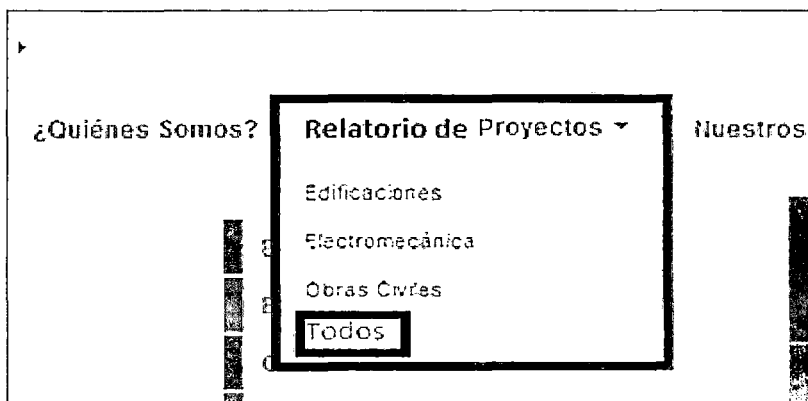 ¿Quiénes Somos? Relatorio de Proyectos Nuestros
Edificaciones
Electromecánica
Obras Civiles
Todos